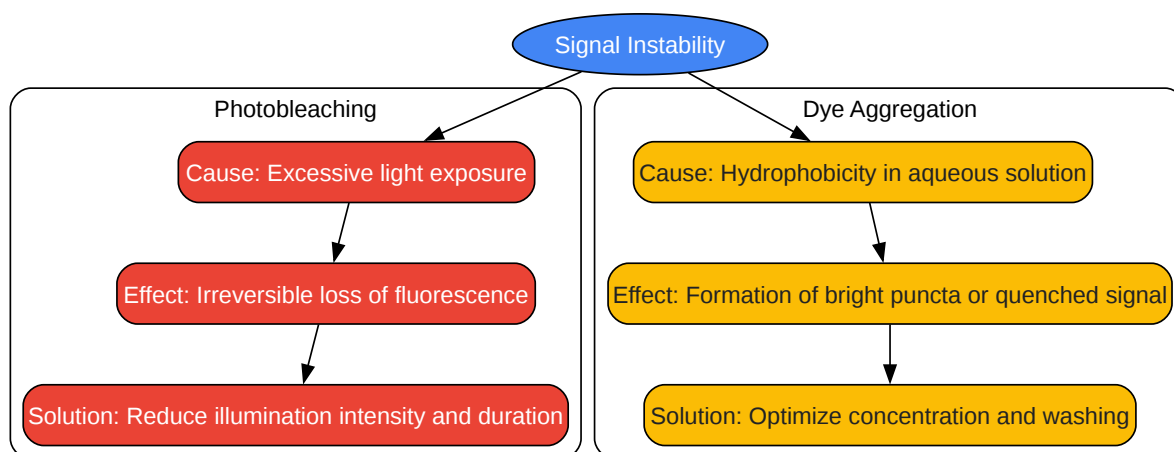 Signal Instability
Photobleaching
Cause: Excessive light exposure
Effect: Irreversible loss of fluorescence
Solution: Reduce illumination intensity and duration
Dye Aggregation
Cause: Hydrophobicity in aqueous solution
Effect: Formation of bright puncta or quenched signal
Solution: Optimize concentration and washing